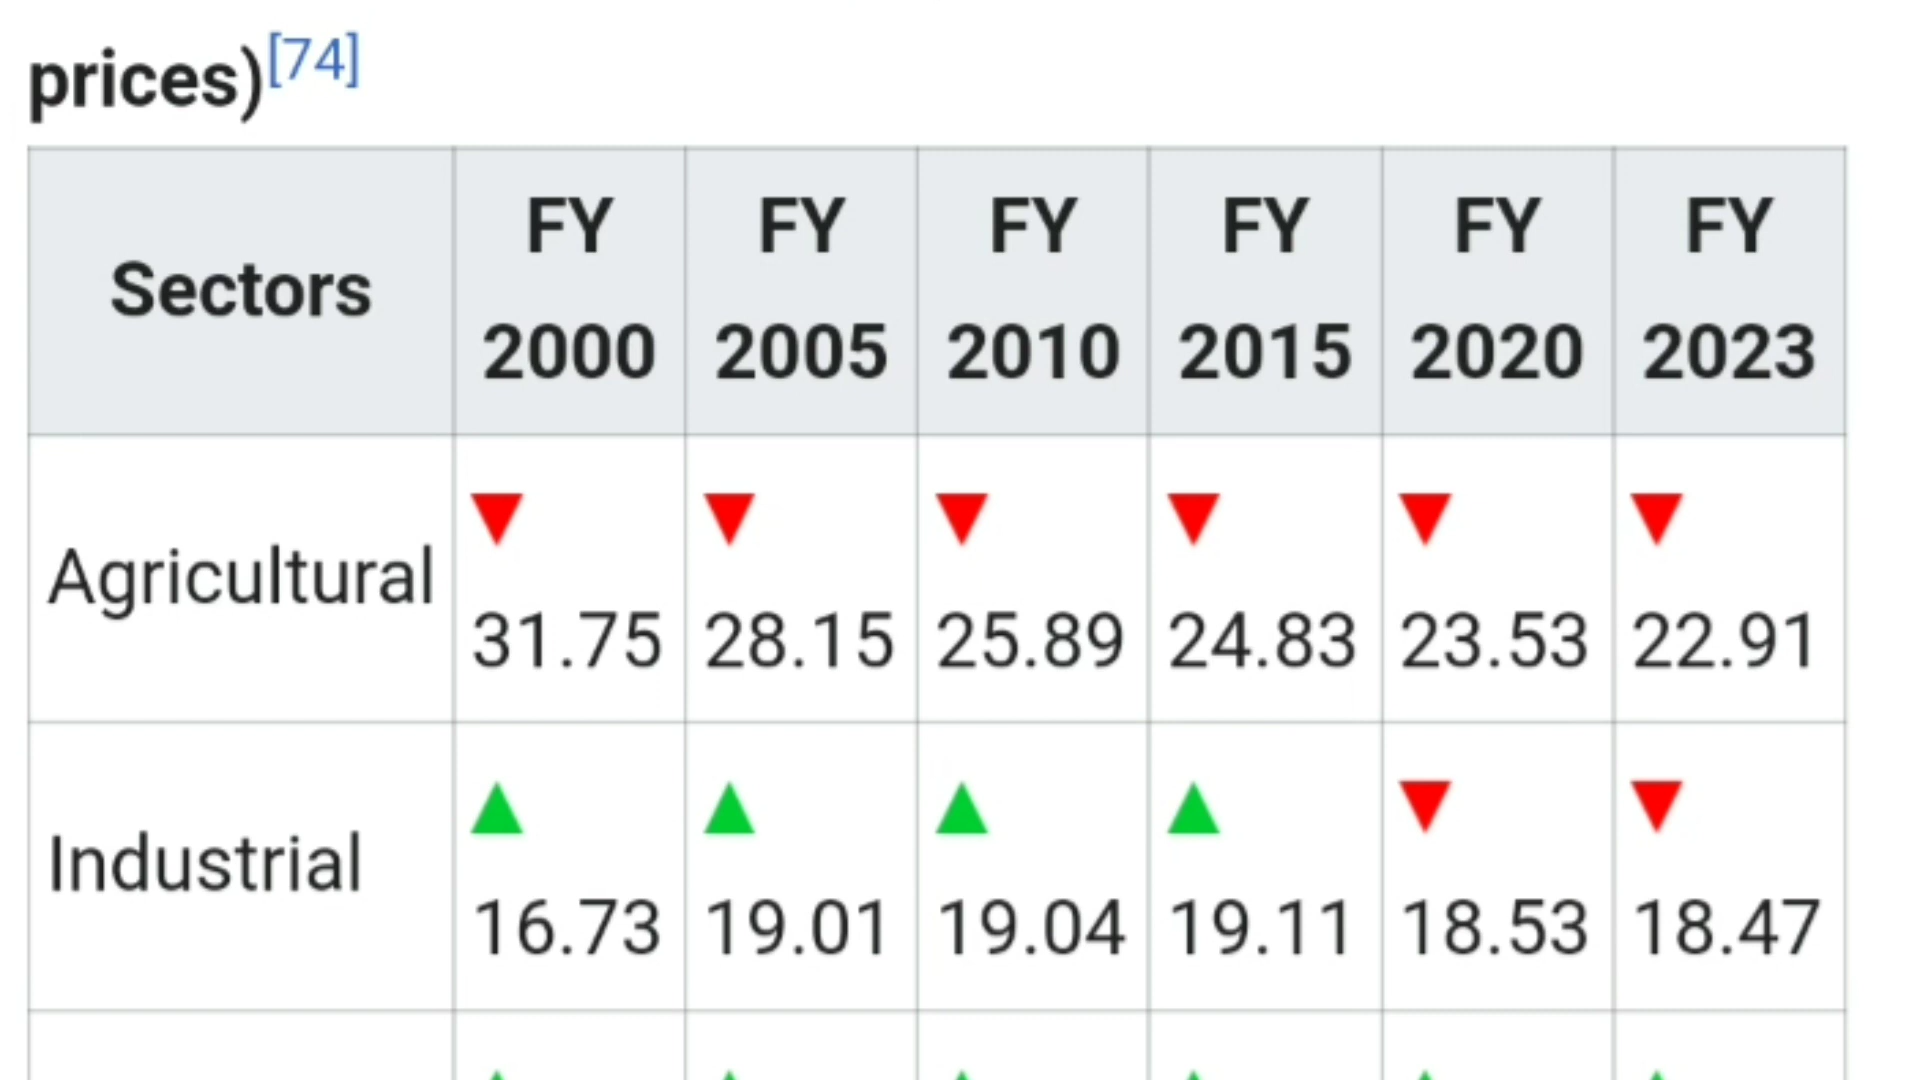 prices)[74]
Sectors FY 2000 FY 2005 FY 2010 FY 2015 FY 2020 FY 2023
Agricultural ▼ 31.75 ▼ 28.15 ▼ 25.89 ▼ 24.83 ▼ 23.53 ▼ 22.91
Industrial ▲ 16.73 ▲ 19.01 ▲ 19.04 ▲ 19.11 ▼ 18.53 ▼ 18.47